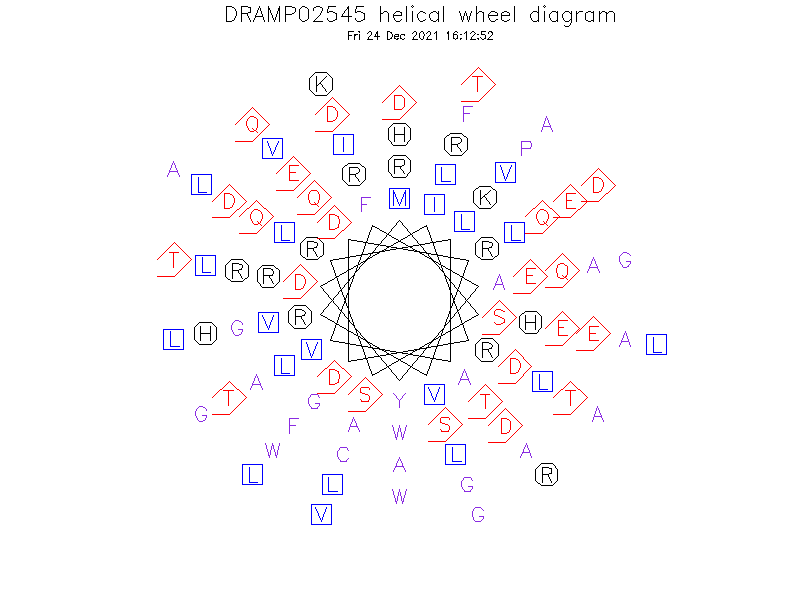 DRAMP02545 helical wheel diagram
Fri 24 Dec 2021 16:12:52
K T
D
D F
Q A
H
I R
V P
R
A E R L V
L D
Q M K
D E
F I
Q Q
D L
L L
R R
T G
L A
R Q
R E
D A
R S
V H
G E
H E
L A
L
V R
L D
D A
A L
S V
T T
G Y T
G A
F A S D
W
W A
C L
A
L R
L G
W
V G